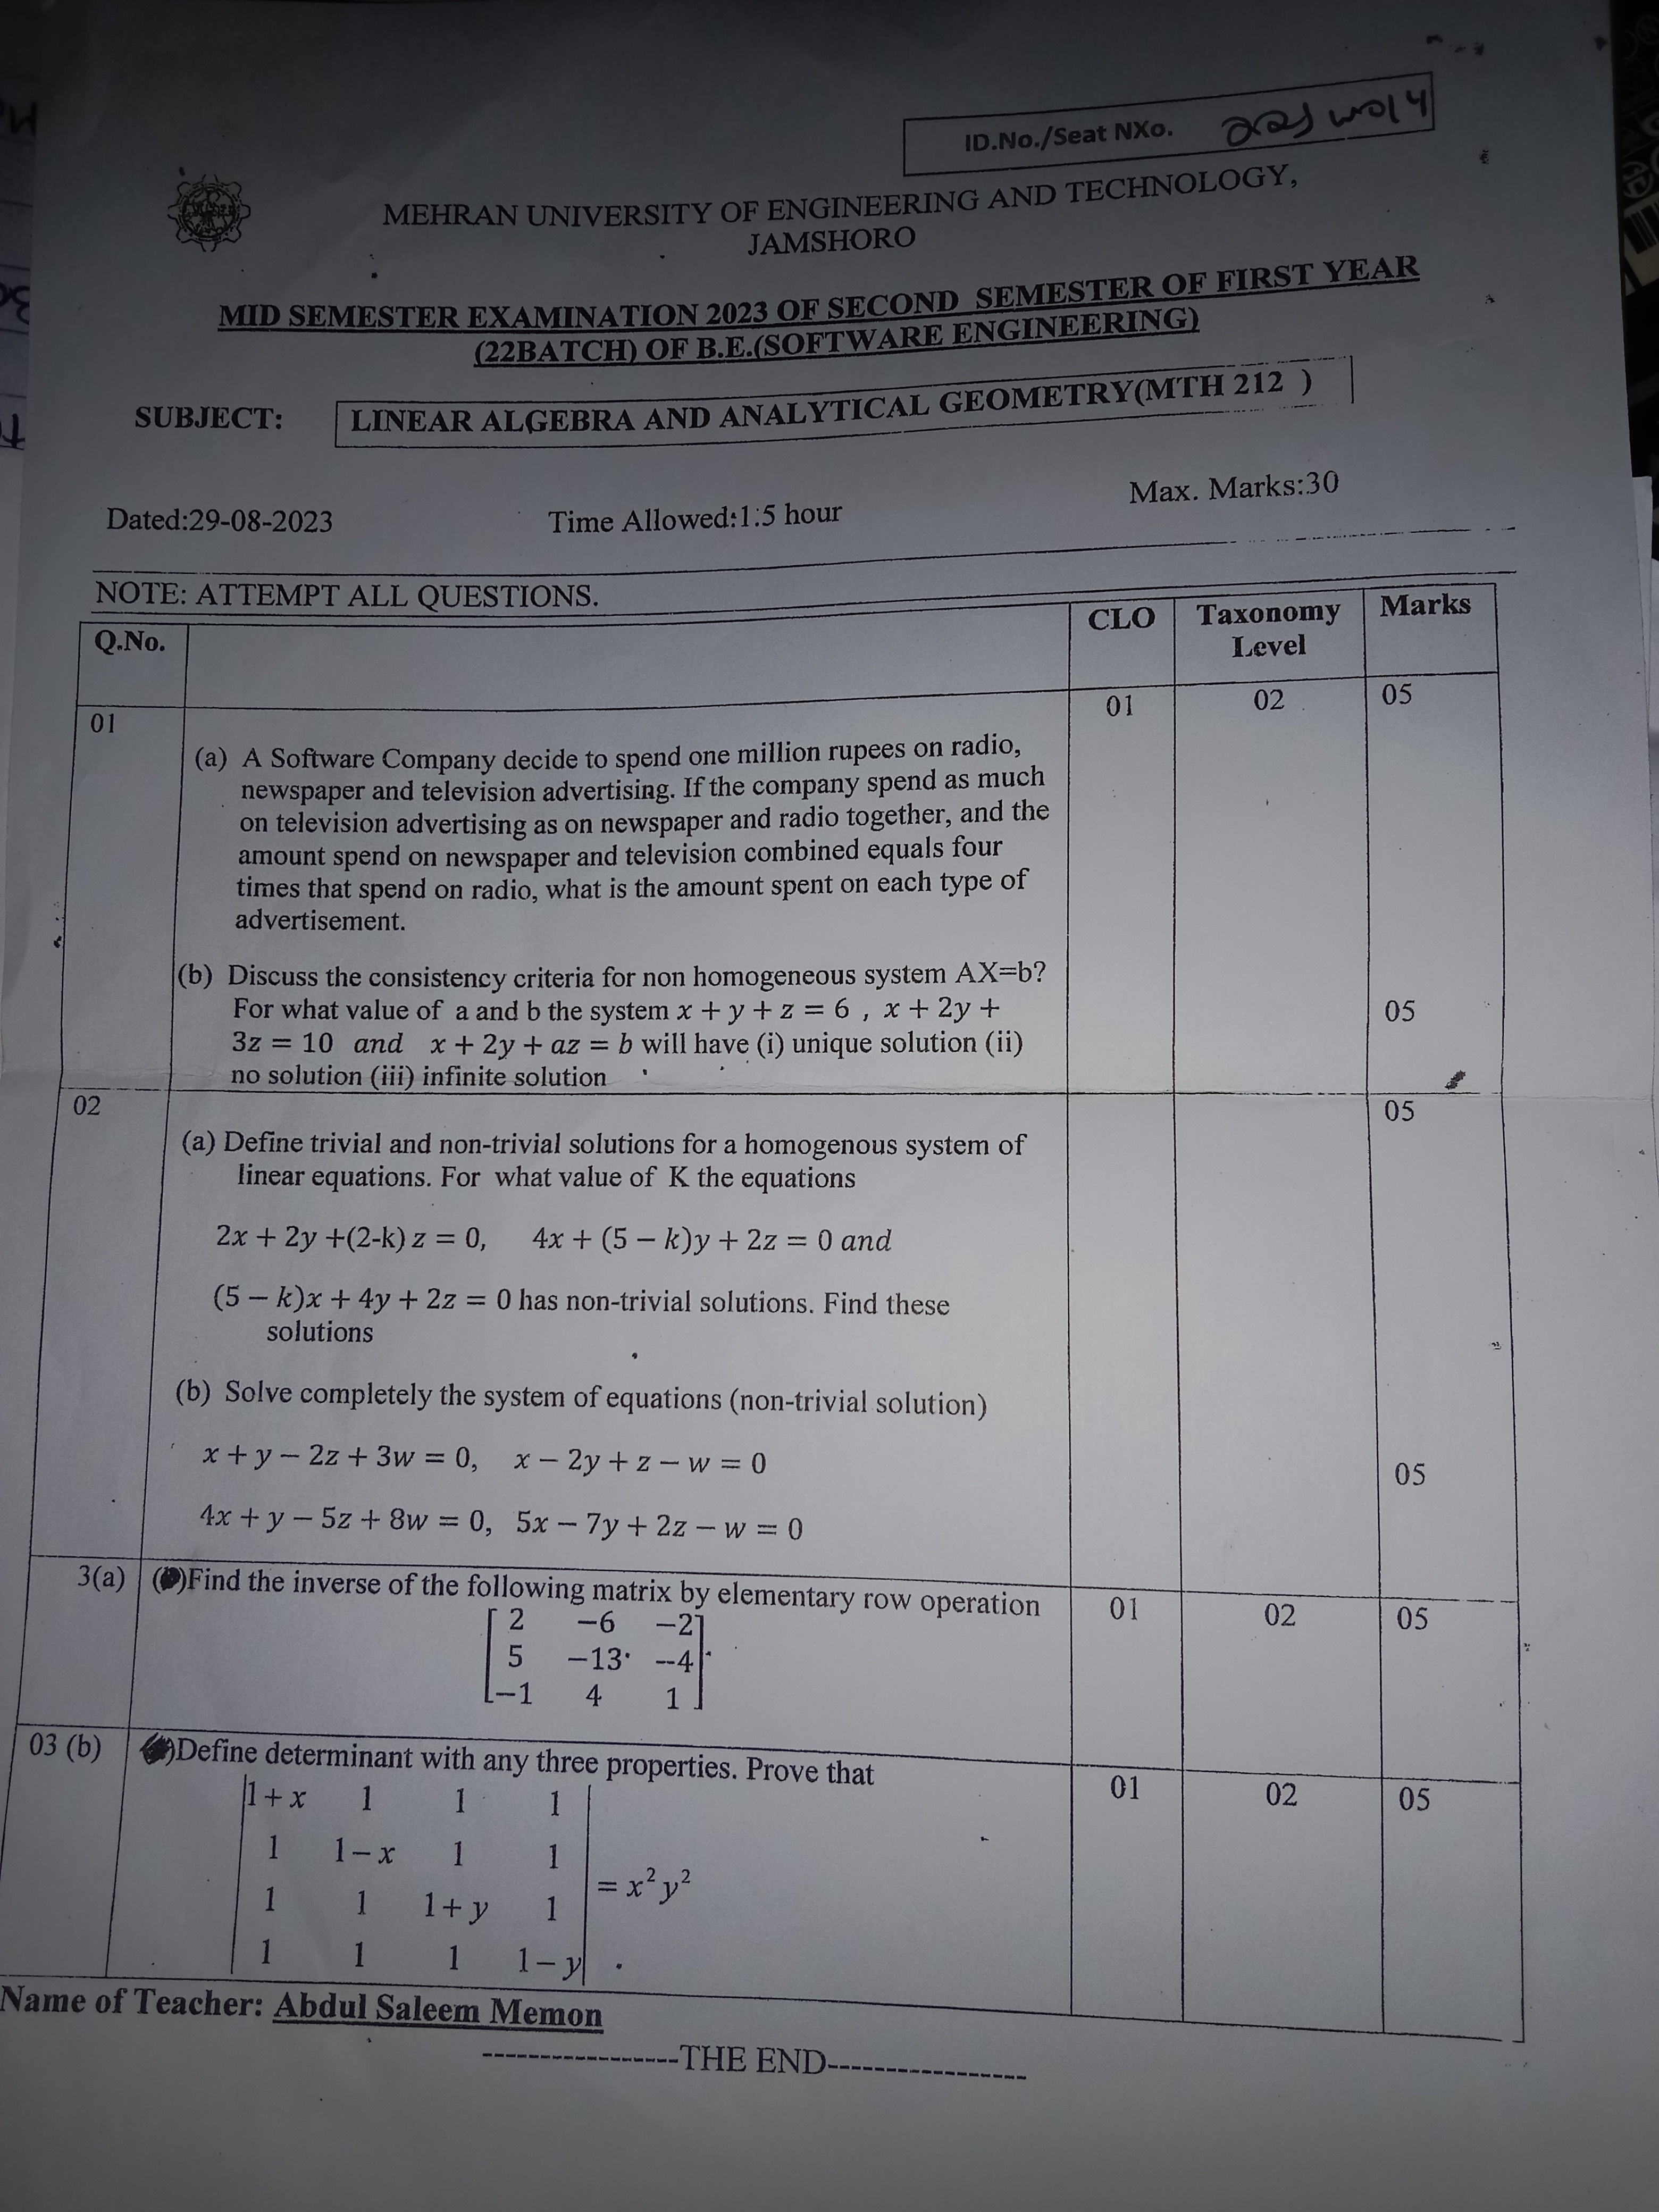 ID.No./Seat NXo.
MEHRAN UNIVERSITY OF ENGINEERING AND TECHNOLOGY,
JAMSHORO
MID SEMESTER EXAMINATION 2023 OF SECOND SEMESTER OF FIRST YEAR
(22BATCH) OF B.E.(SOFTWARE ENGINEERING)
SUBJECT: LINEAR ALGEBRA AND ANALYTICAL GEOMETRY(MTH 212 )
Dated:29-08-2023 Time Allowed:1:5 hour Max. Marks:30
NOTE: ATTEMPT ALL QUESTIONS.
Q.No. CLO Taxonomy Level Marks
01 01 02 05
(a) A Software Company decide to spend one million rupees on radio,
newspaper and television advertising. If the company spend as much
on television advertising as on newspaper and radio together, and the
amount spend on newspaper and television combined equals four
times that spend on radio, what is the amount spent on each type of
advertisement.
(b) Discuss the consistency criteria for non homogeneous system AX=b?
For what value of a and b the system x + y + z = 6 , x + 2y +
3z = 10 and x + 2y + az = b will have (i) unique solution (ii)
no solution (iii) infinite solution
05
02 05
(a) Define trivial and non-trivial solutions for a homogenous system of
linear equations. For what value of K the equations
2x + 2y +(2-k) z = 0, 4x + (5 − k)y + 2z = 0 and
(5 − k)x + 4y + 2z = 0 has non-trivial solutions. Find these
solutions
(b) Solve completely the system of equations (non-trivial solution)
x + y − 2z + 3w = 0, x − 2y + z − w = 0
05
4x + y − 5z + 8w = 0, 5x − 7y + 2z − w = 0
3(a) Find the inverse of the following matrix by elementary row operation 01 02 05
2 −6 −2
5 −13 −4
−1 4 1
03 (b) Define determinant with any three properties. Prove that 01 02 05
1 + x 1 1 1
1 1 − x 1 1
1 1 1 + y 1
1 1 1 1 − y
= x²y²
Name of Teacher: Abdul Saleem Memon
-----------------THE END-----------------